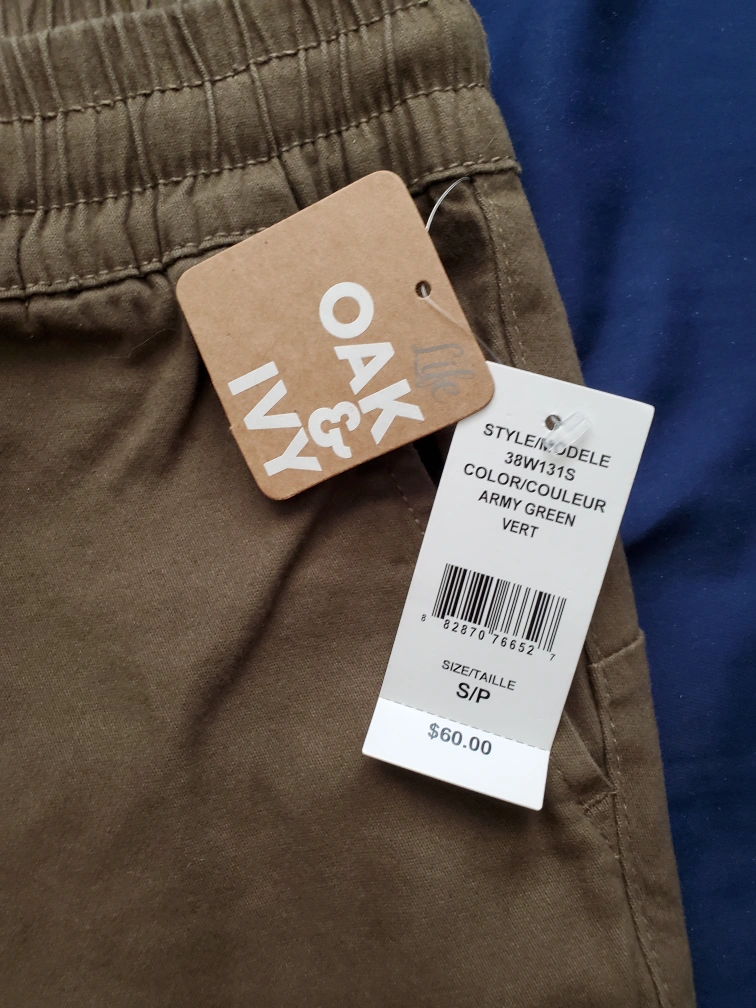 OAK
&
IVY
Life
STYLE/MODELE
38W131S
COLOR/COULEUR
ARMY GREEN
VERT
8 82870 76652 7
SIZE/TAILLE
S/P
$60.00